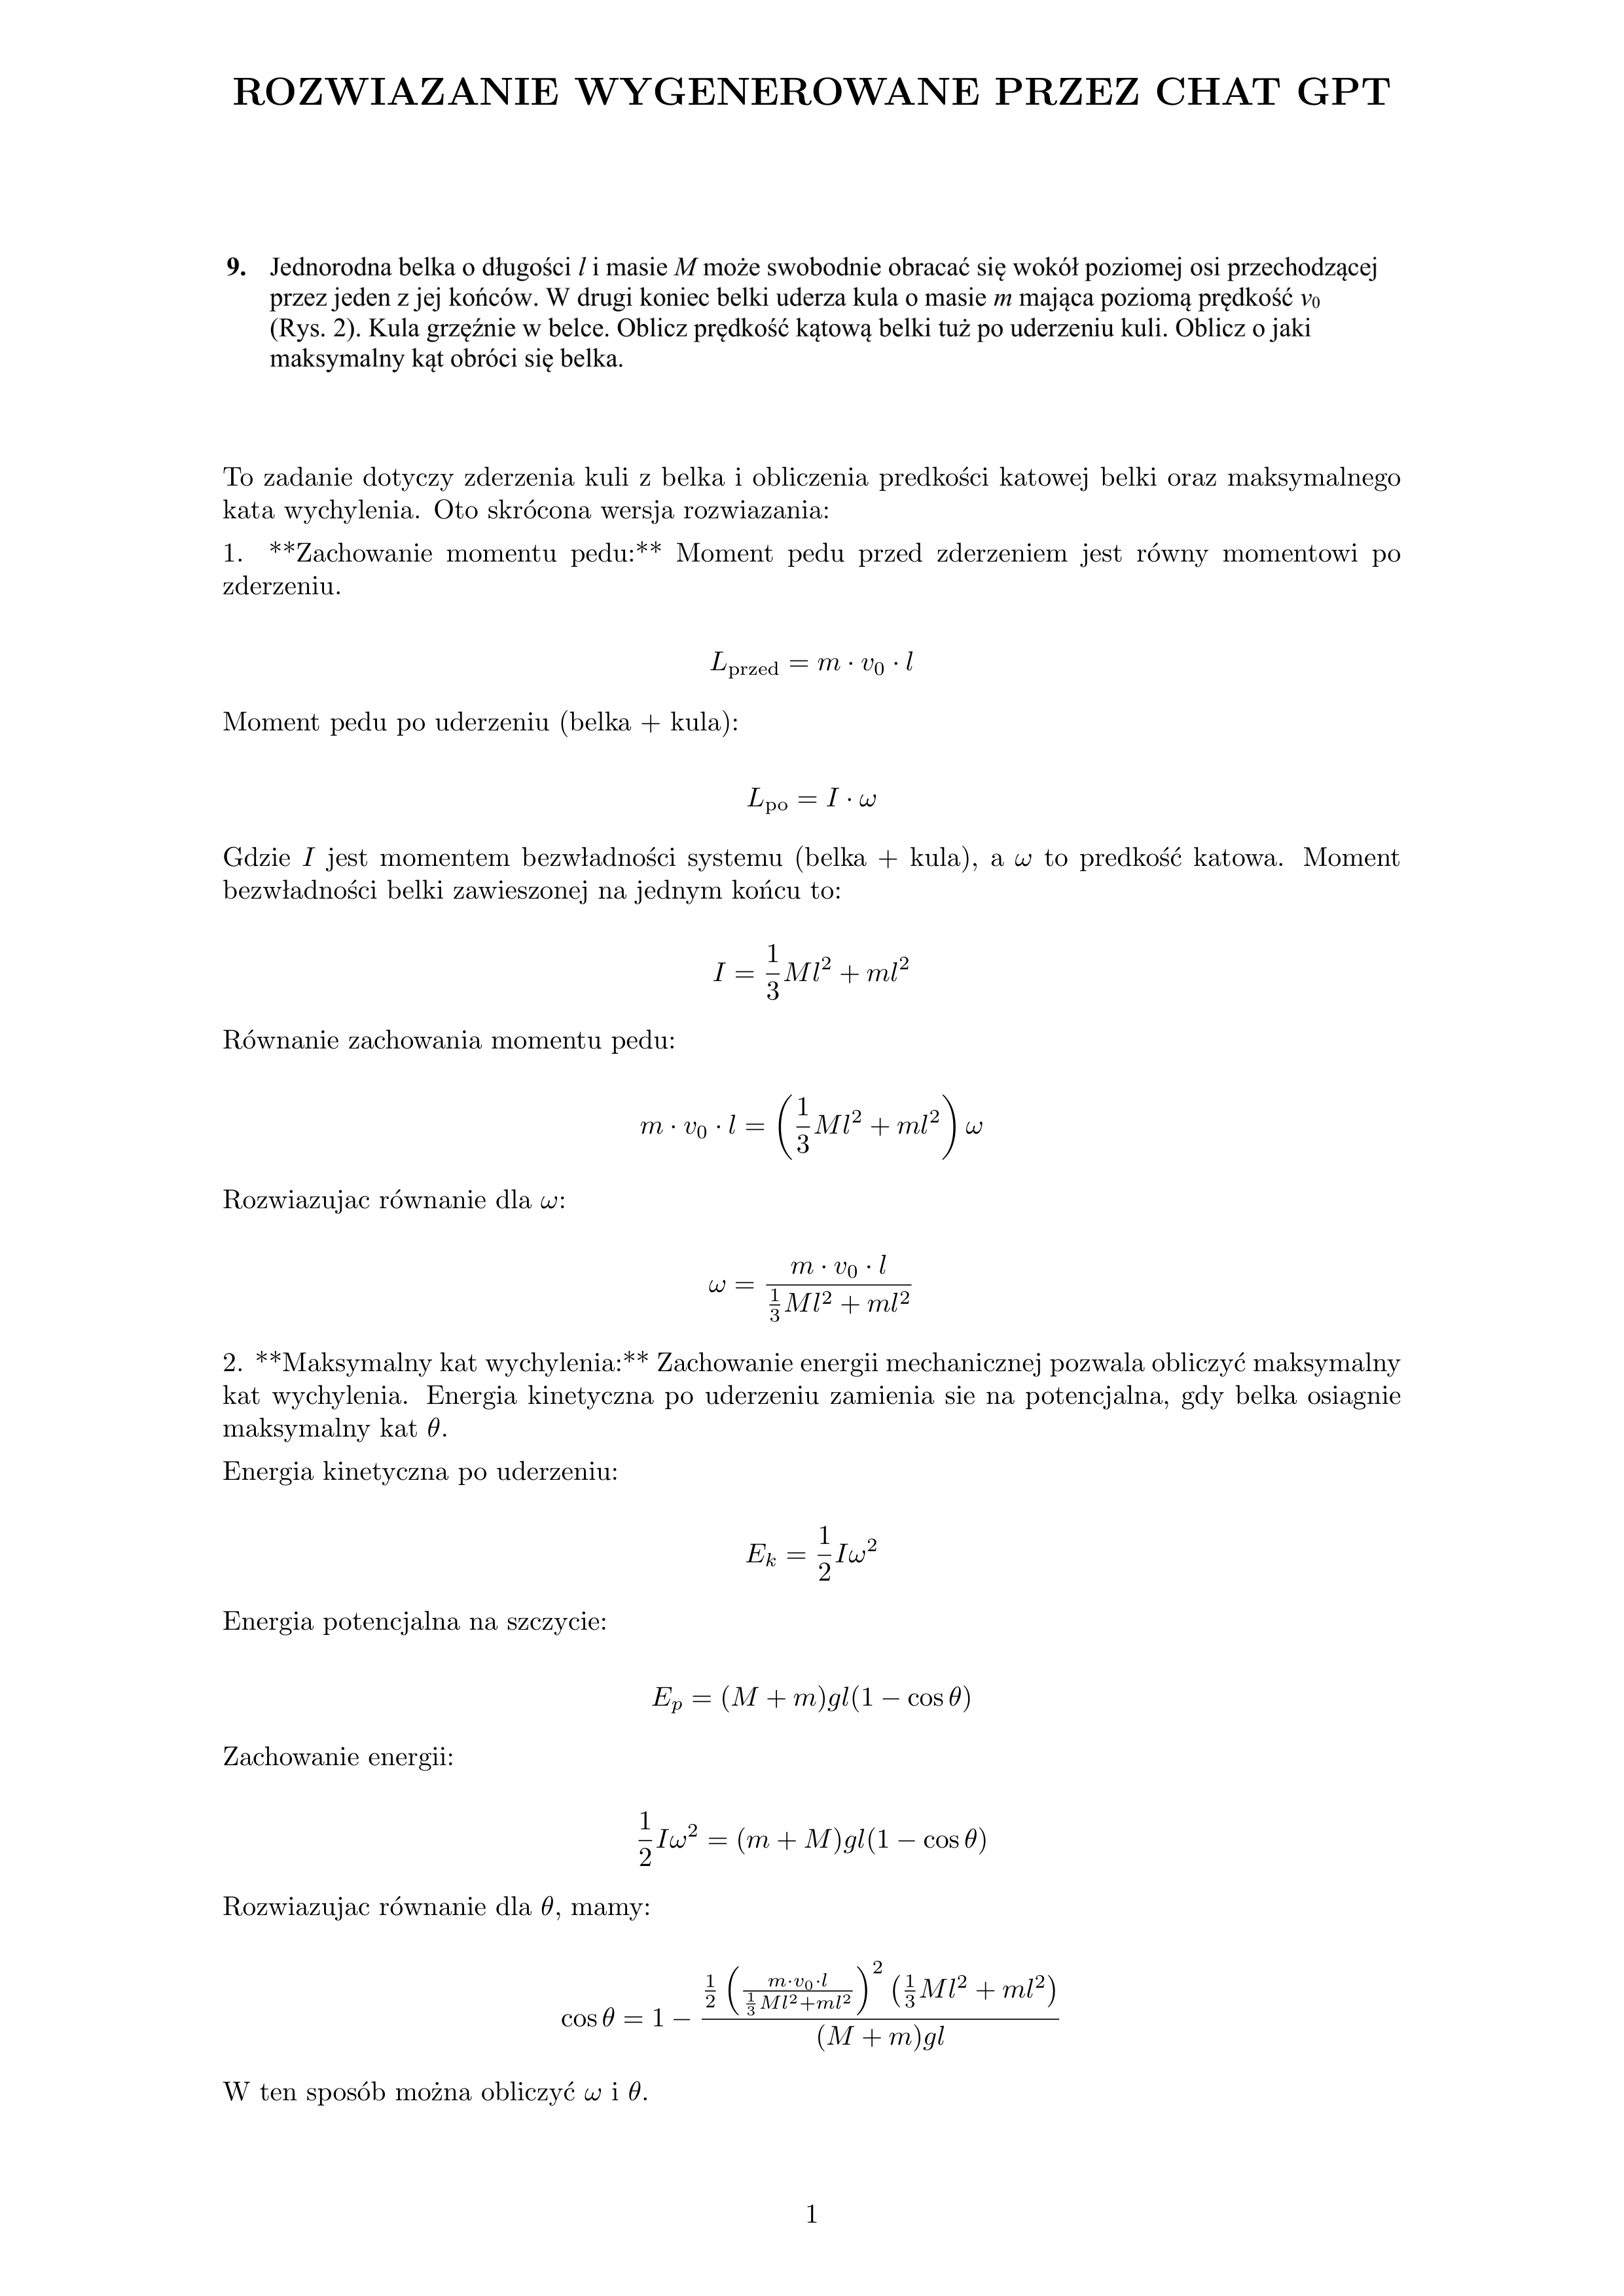 ROZWIAZANIE WYGENEROWANE PRZEZ CHAT GPT
9. Jednorodna belka o długości l i masie M może swobodnie obracać się wokół poziomej osi przechodzącej
przez jeden z jej końców. W drugi koniec belki uderza kula o masie m mająca poziomą prędkość v₀
(Rys. 2). Kula grzęźnie w belce. Oblicz prędkość kątową belki tuż po uderzeniu kuli. Oblicz o jaki
maksymalny kąt obróci się belka.
To zadanie dotyczy zderzenia kuli z belka i obliczenia predkości katowej belki oraz maksymalnego
kata wychylenia. Oto skrócona wersja rozwiazania:
1. **Zachowanie momentu pedu:** Moment pedu przed zderzeniem jest równy momentowi po
zderzeniu.
$L_{\text{przed}} = m \cdot v_0 \cdot l$
Moment pedu po uderzeniu (belka + kula):
$L_{\text{po}} = I \cdot \omega$
Gdzie I jest momentem bezwładności systemu (belka + kula), a ω to predkość katowa. Moment
bezwładności belki zawieszonej na jednym końcu to:
$I = \frac{1}{3}Ml^2 + ml^2$
Równanie zachowania momentu pedu:
$m \cdot v_0 \cdot l = \left(\frac{1}{3}Ml^2 + ml^2\right)\omega$
Rozwiazujac równanie dla ω:
$\omega = \frac{m \cdot v_0 \cdot l}{\frac{1}{3}Ml^2 + ml^2}$
2. **Maksymalny kat wychylenia:** Zachowanie energii mechanicznej pozwala obliczyć maksymalny
kat wychylenia. Energia kinetyczna po uderzeniu zamienia sie na potencjalna, gdy belka osiagnie
maksymalny kat θ.
Energia kinetyczna po uderzeniu:
$E_k = \frac{1}{2}I\omega^2$
Energia potencjalna na szczycie:
$E_p = (M + m)gl(1 - \cos\theta)$
Zachowanie energii:
$\frac{1}{2}I\omega^2 = (m + M)gl(1 - \cos\theta)$
Rozwiazujac równanie dla θ, mamy:
$\cos\theta = 1 - \frac{\frac{1}{2}\left(\frac{m \cdot v_0 \cdot l}{\frac{1}{3}Ml^2 + ml^2}\right)^2\left(\frac{1}{3}Ml^2 + ml^2\right)}{(M + m)gl}$
W ten sposób można obliczyć ω i θ.
1